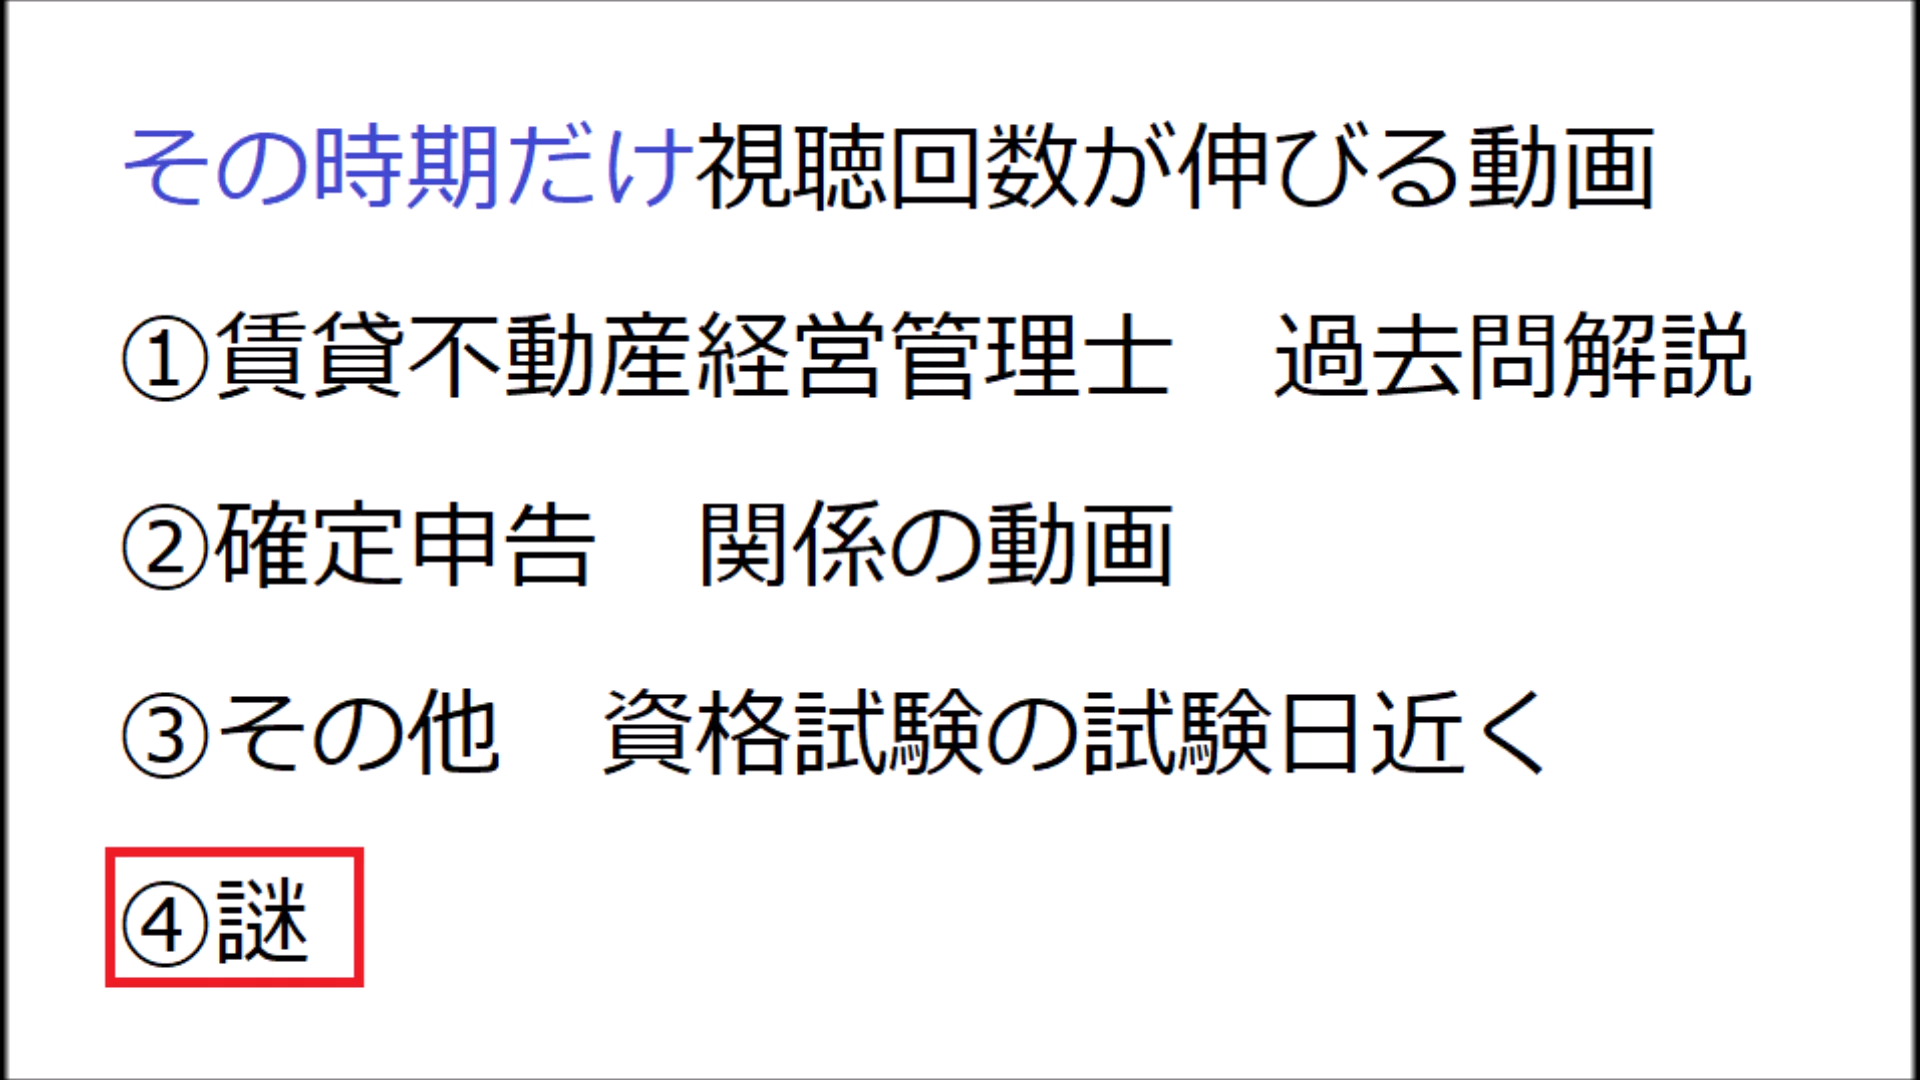 その時期だけ視聴回数が伸びる動画
①賃貸不動産経営管理士　過去問解説
②確定申告　関係の動画
③その他　資格試験の試験日近く
④謎